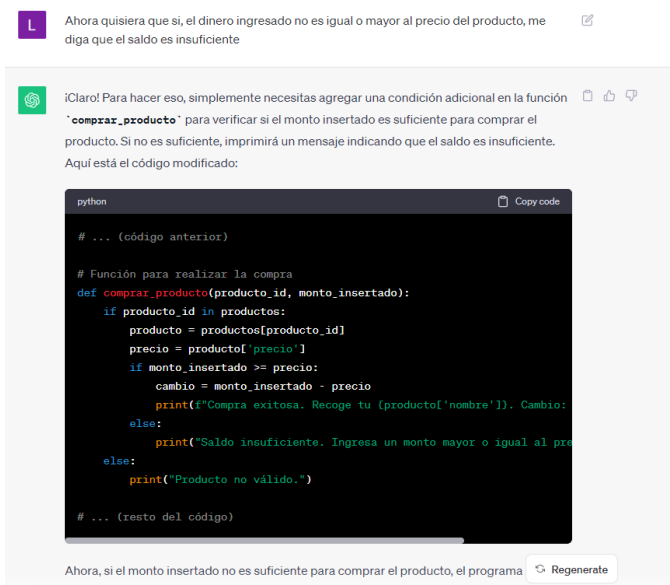 L
Ahora quisiera que si, el dinero ingresado no es igual o mayor al precio del producto, me
diga que el saldo es insuficiente
¡Claro! Para hacer eso, simplemente necesitas agregar una condición adicional en la función
`comprar_producto` para verificar si el monto insertado es suficiente para comprar el
producto. Si no es suficiente, imprimirá un mensaje indicando que el saldo es insuficiente.
Aquí está el código modificado:
python Copy code
# ... (código anterior)
# Función para realizar la compra
def comprar_producto(producto_id, monto_insertado):
    if producto_id in productos:
        producto = productos[producto_id]
        precio = producto['precio']
        if monto_insertado >= precio:
            cambio = monto_insertado - precio
            print(f"Compra exitosa. Recoge tu {producto['nombre']}. Cambio:
        else:
            print("Saldo insuficiente. Ingresa un monto mayor o igual al pre
    else:
        print("Producto no válido.")
# ... (resto del código)
Ahora, si el monto insertado no es suficiente para comprar el producto, el programa Regenerate